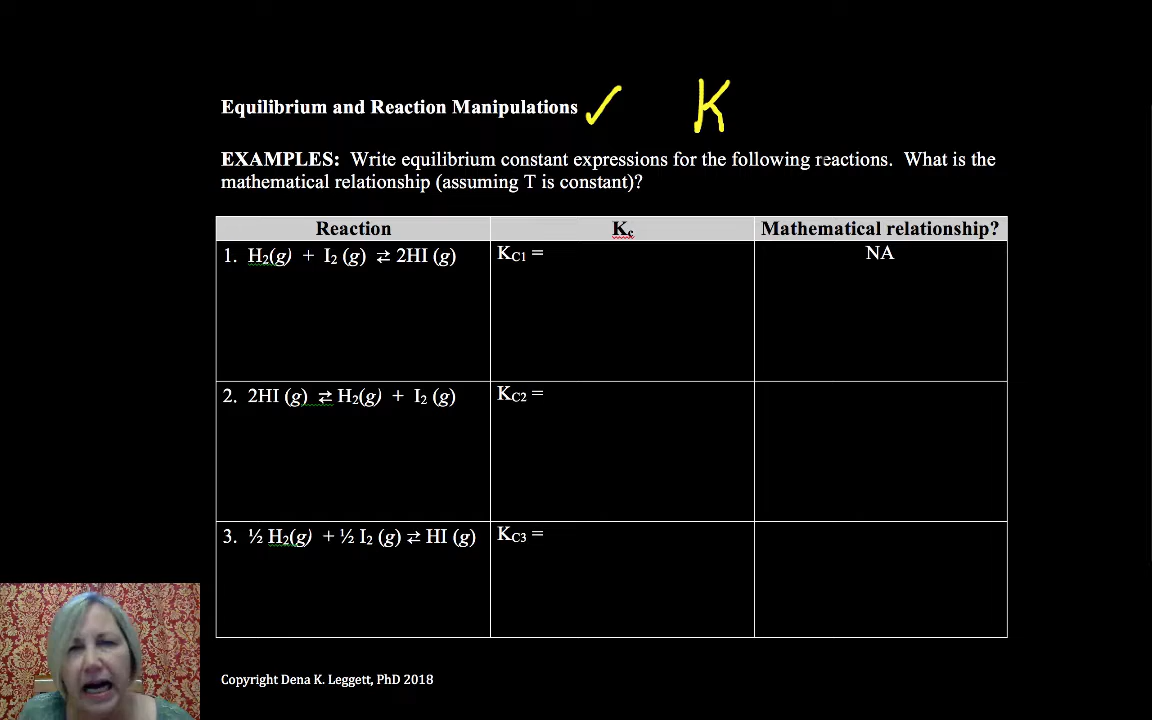 Equilibrium and Reaction Manipulations ✓ K
EXAMPLES: Write equilibrium constant expressions for the following reactions. What is the
mathematical relationship (assuming T is constant)?
Reaction Kc Mathematical relationship?
1. H₂(g) + I₂ (g) ⇄ 2HI (g) KC1 = NA
2. 2HI (g) ⇄ H₂(g) + I₂ (g) KC2 =
3. ½ H₂(g) + ½ I₂ (g) ⇄ HI (g) KC3 =
Copyright Dena K. Leggett, PhD 2018